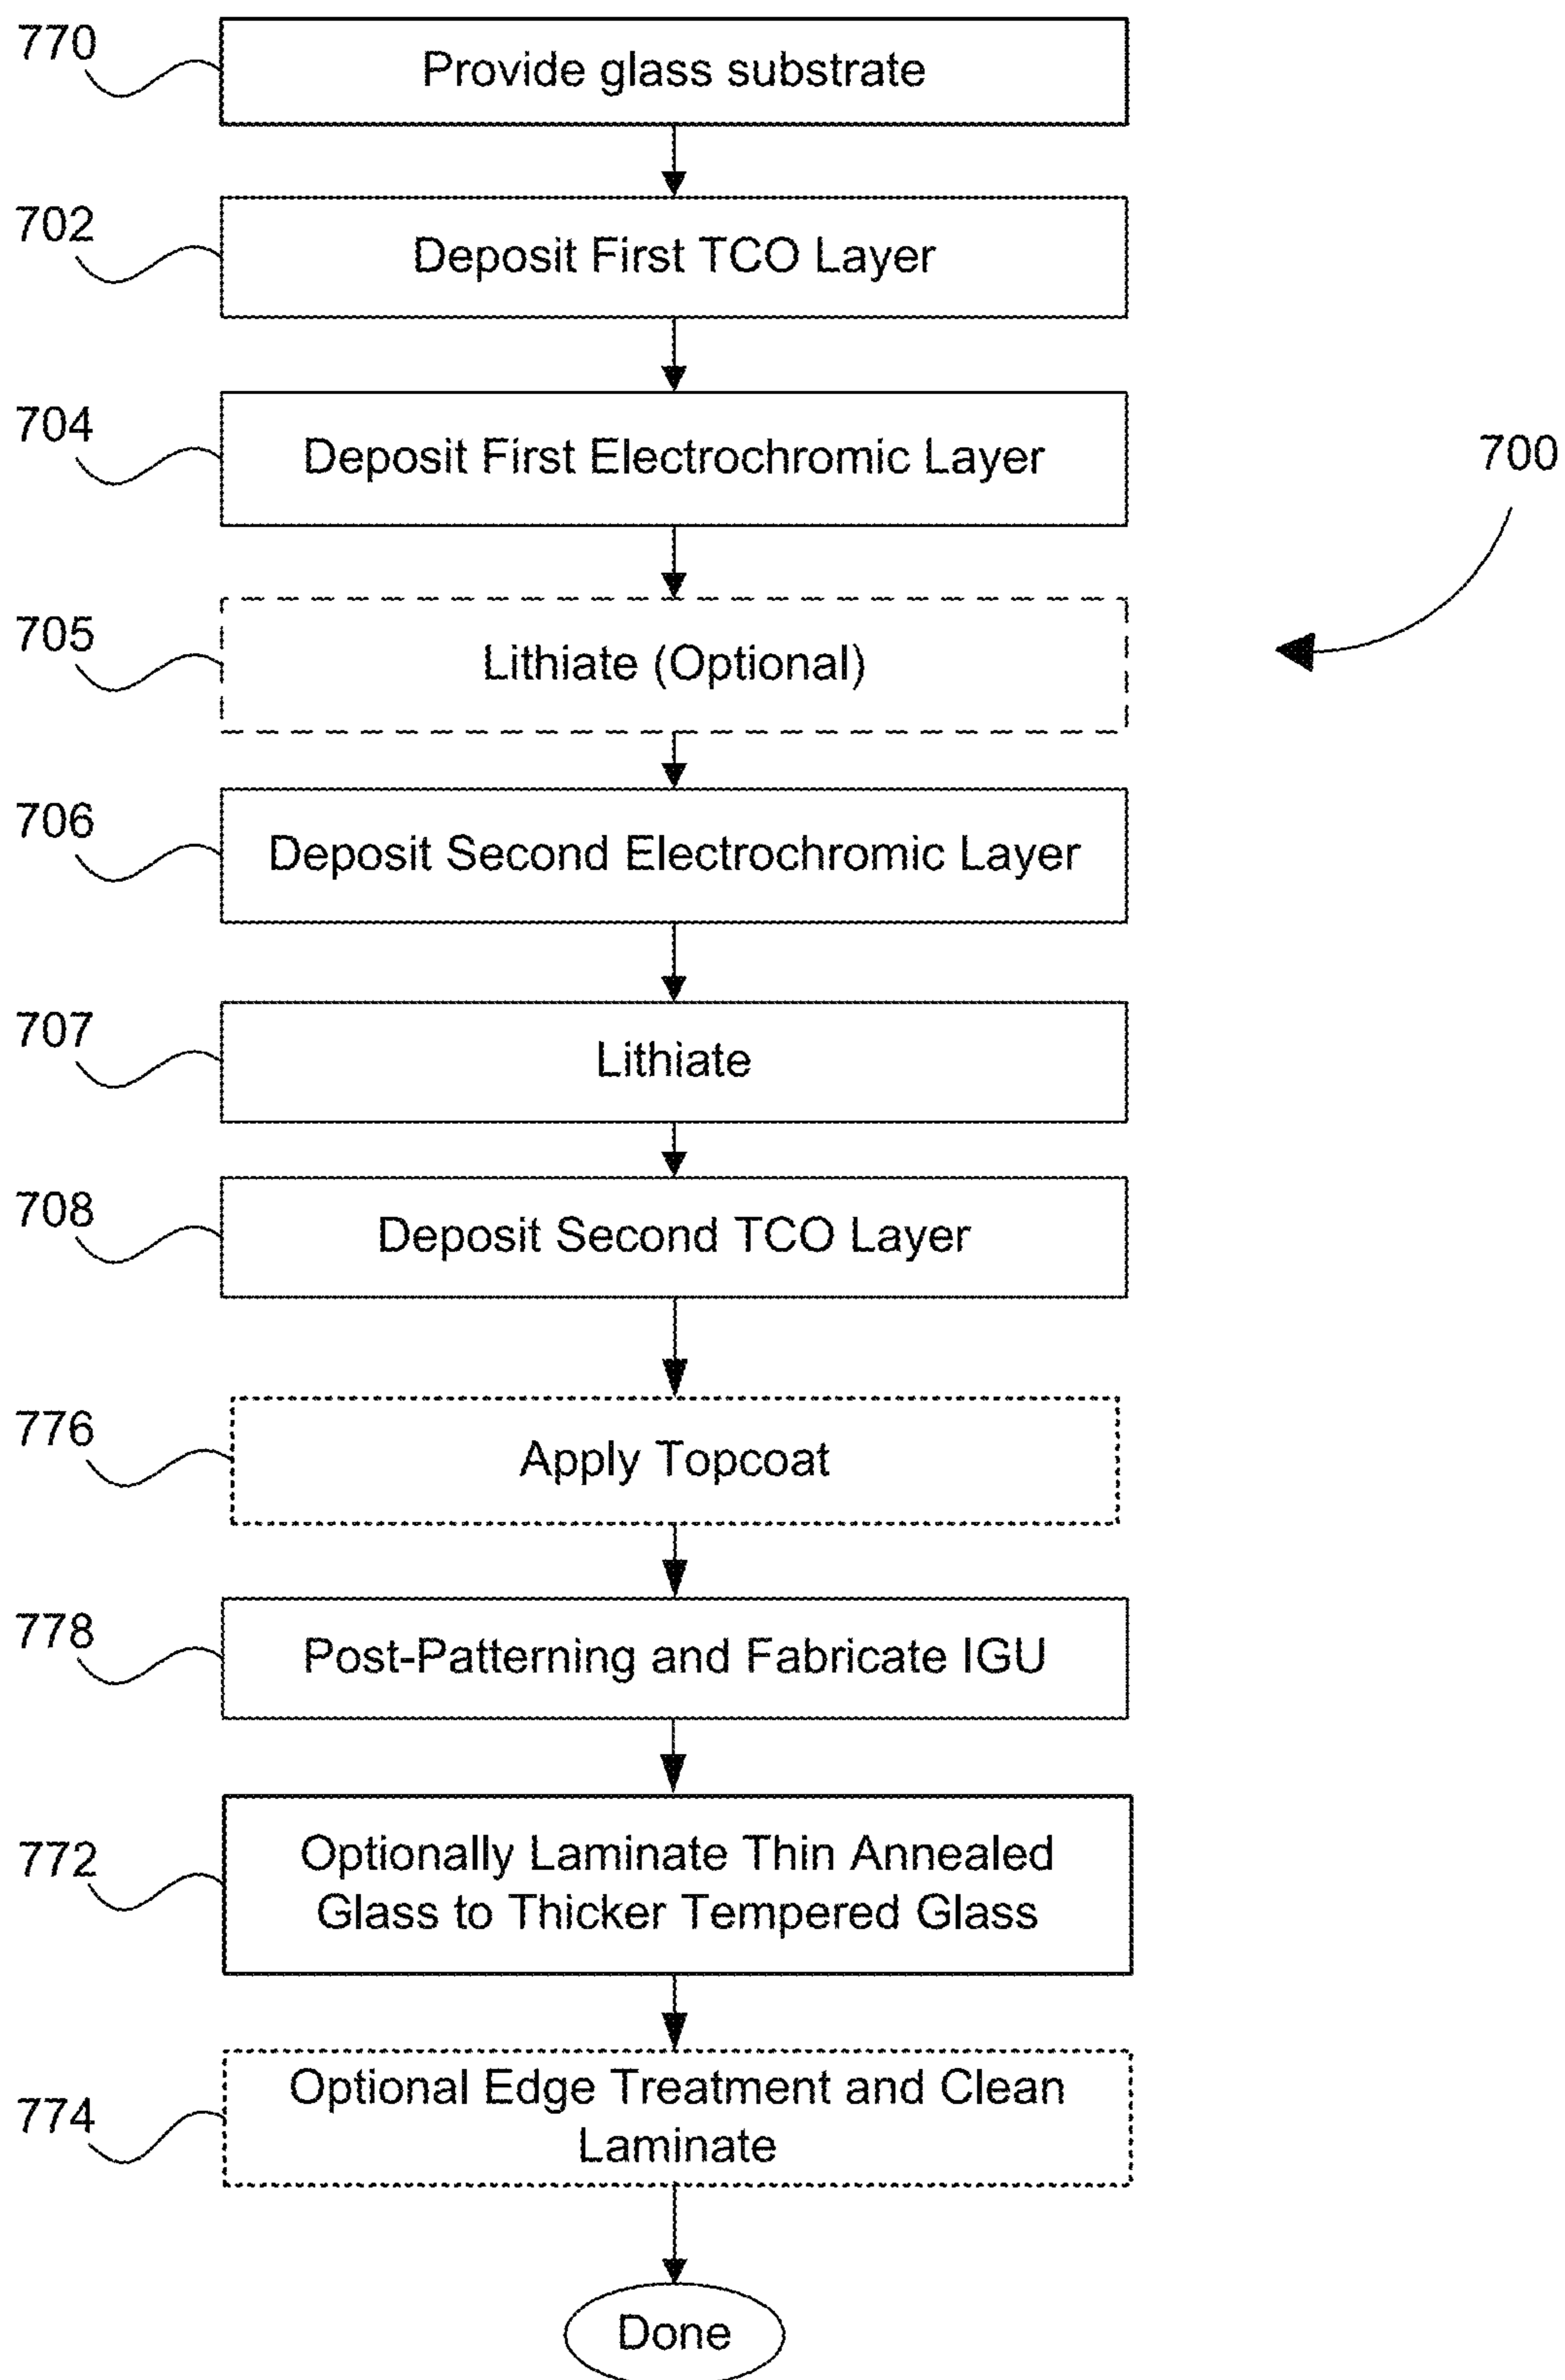 770
Provide glass substrate
702
Deposit First TCO Layer
704
Deposit First Electrochromic Layer
700
705
Lithiate (Optional)
706
Deposit Second Electrochromic Layer
707
Lithiate
708
Deposit Second TCO Layer
776
Apply Topcoat
778
Post-Patterning and Fabricate IGU
772
Optionally Laminate Thin Annealed
Glass to Thicker Tempered Glass
774
Optional Edge Treatment and Clean
Laminate
Done